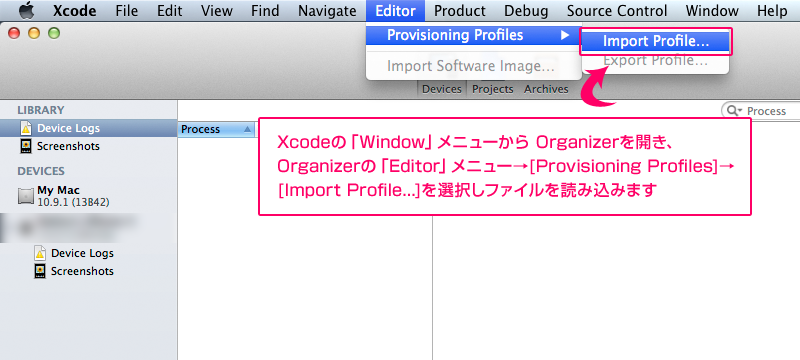 Xcode File Edit View Find Navigate Editor Product Debug Source Control Window Help
Provisioning Profiles
Import Profile...
Import Software Image...
Export Profile...
Devices Projects Archives
LIBRARY
Device Logs
Screenshots
DEVICES
My Mac
10.9.1 (13B42)
Device Logs
Screenshots
Process
Process
Xcodeの「Window」メニューから Organizerを開き、
Organizerの「Editor」メニュー→[Provisioning Profiles]→
[Import Profile...]を選択しファイルを読み込みます